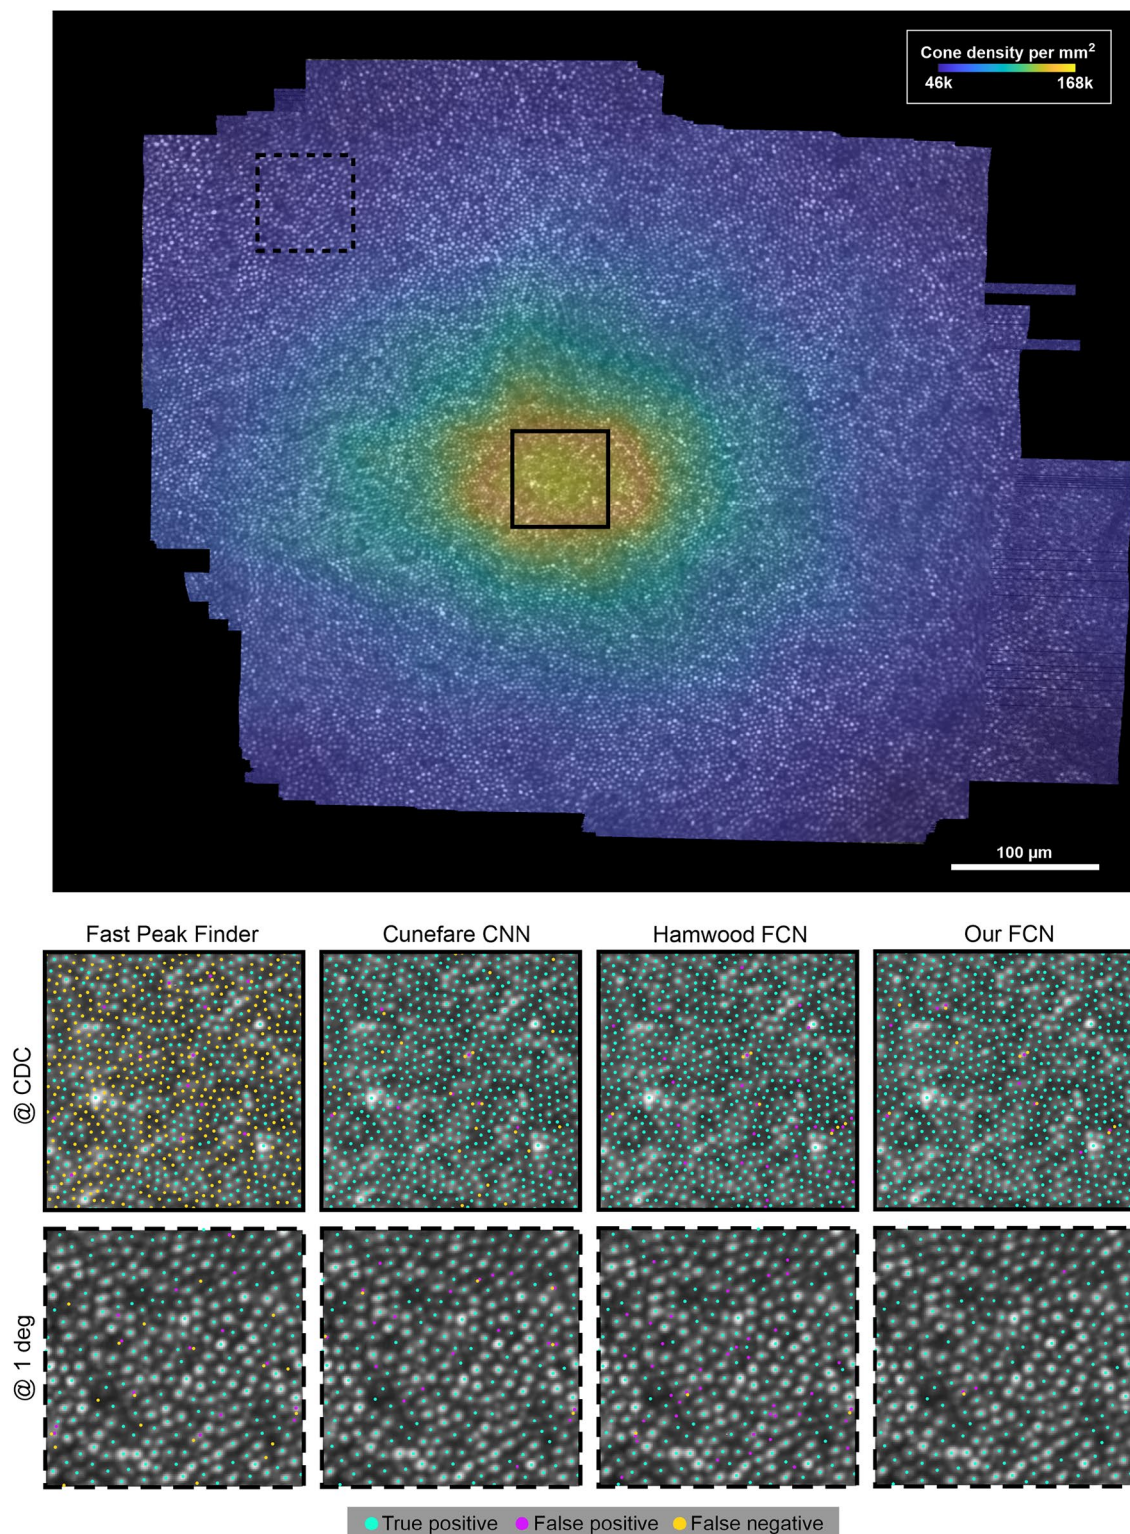 Cone density per mm²
46k 168k
100 µm
Fast Peak Finder Cunefare CNN Hamwood FCN Our FCN
@ CDC
@ 1 deg
True positive False positive False negative